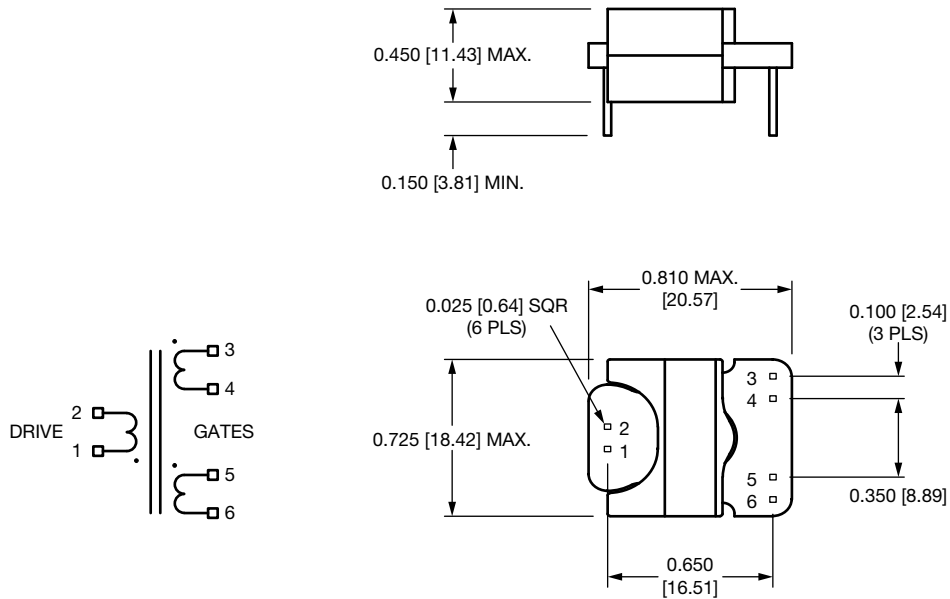 0.450 [11.43] MAX.
0.150 [3.81] MIN.
0.810 MAX.
[20.57]
0.025 [0.64] SQR
(6 PLS)
0.100 [2.54]
(3 PLS)
3
4
2
1
5
6
0.725 [18.42] MAX.
0.350 [8.89]
0.650
[16.51]
3
4
2
DRIVE
1
GATES
5
6